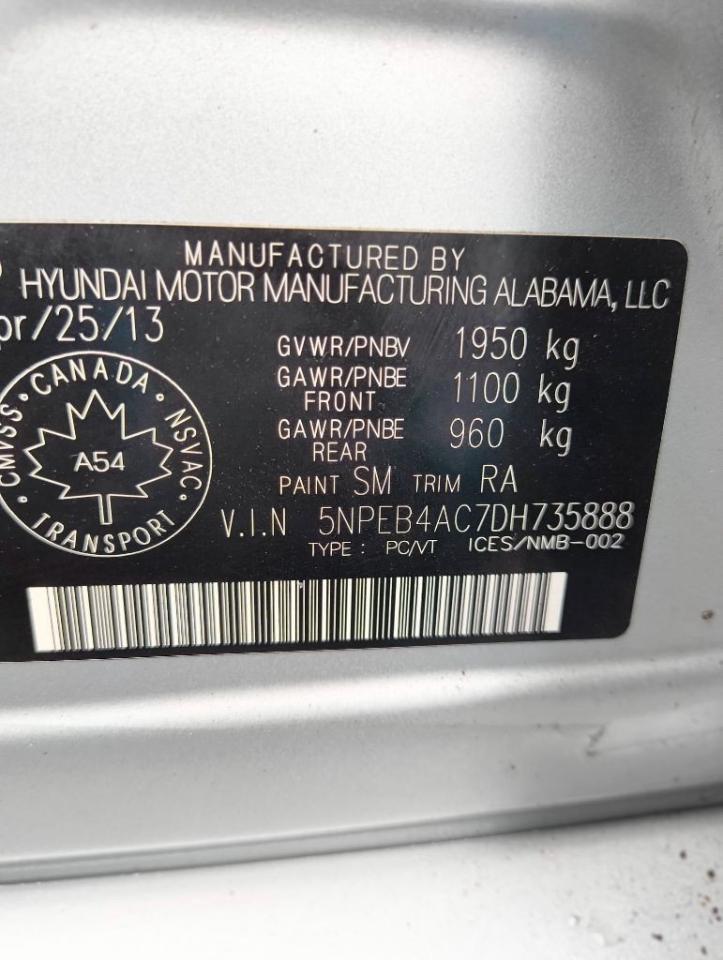 MANUFACTURED BY
HYUNDAI MOTOR MANUFACTURING ALABAMA, LLC
pr/25/13
GVWR/PNBV 1950 kg
GAWR/PNBE FRONT 1100 kg
GAWR/PNBE REAR 960 kg
PAINT SM TRIM RA
V.I.N 5NPEB4AC7DH735888
TYPE : PC/VT ICES/NMB-002
CMVSS · CANADA · NSVAC
A54
TRANSPORT